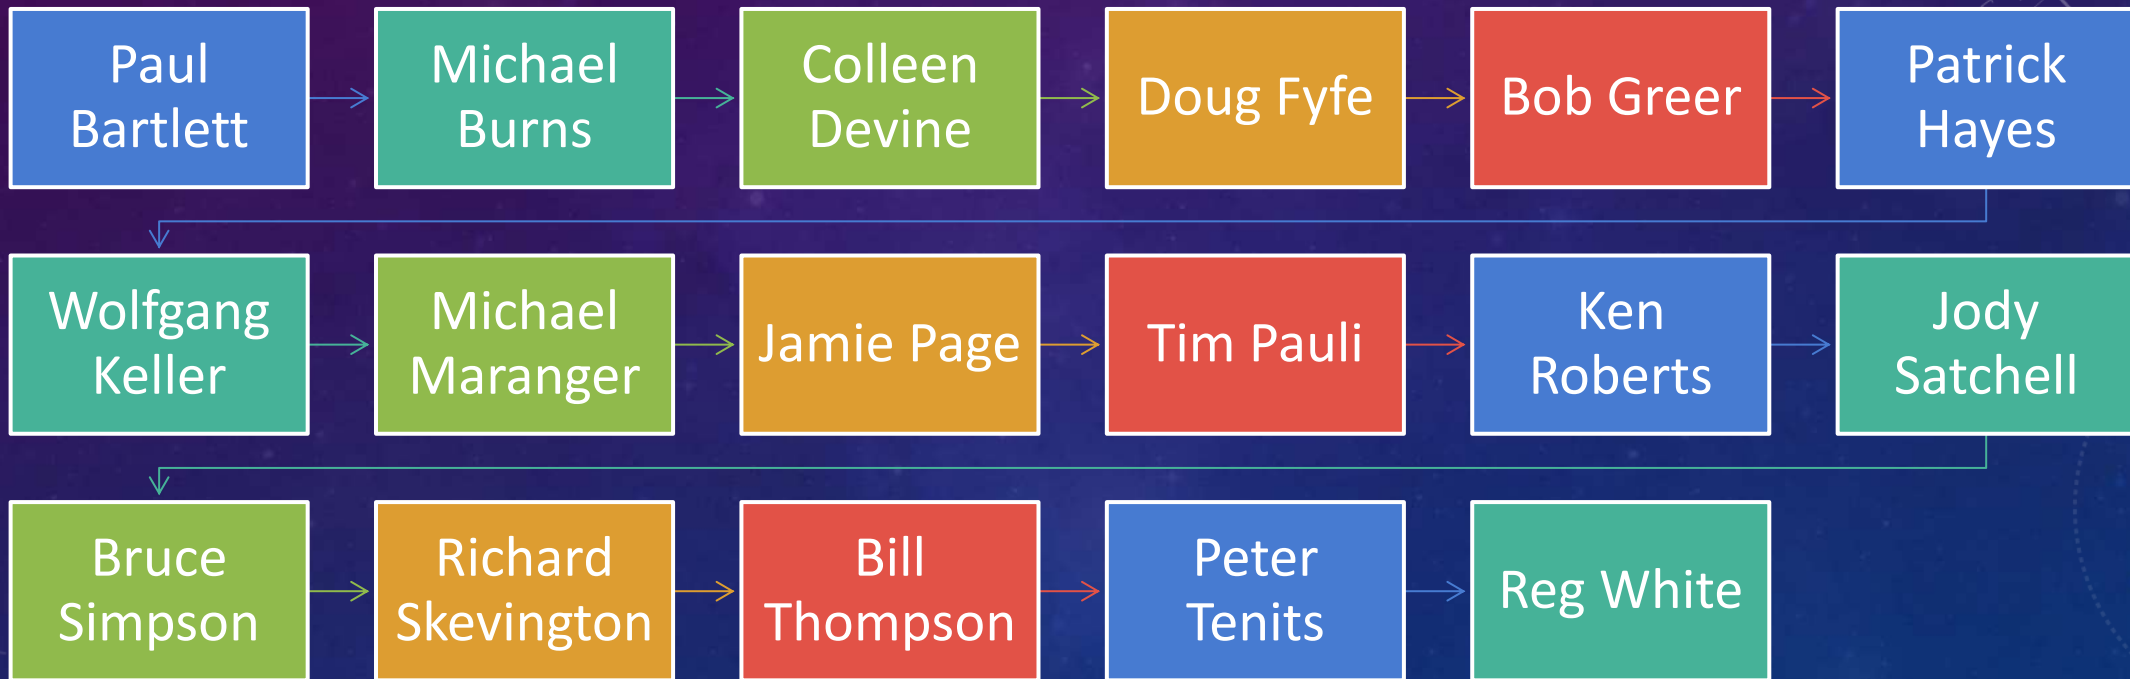 Paul
Bartlett
Michael
Burns
Colleen
Devine
Doug Fyfe
Bob Greer
Patrick
Hayes
Wolfgang
Keller
Michael
Maranger
Jamie Page
Tim Pauli
Ken
Roberts
Jody
Satchell
Bruce
Simpson
Richard
Skevington
Bill
Thompson
Peter
Tenits
Reg White